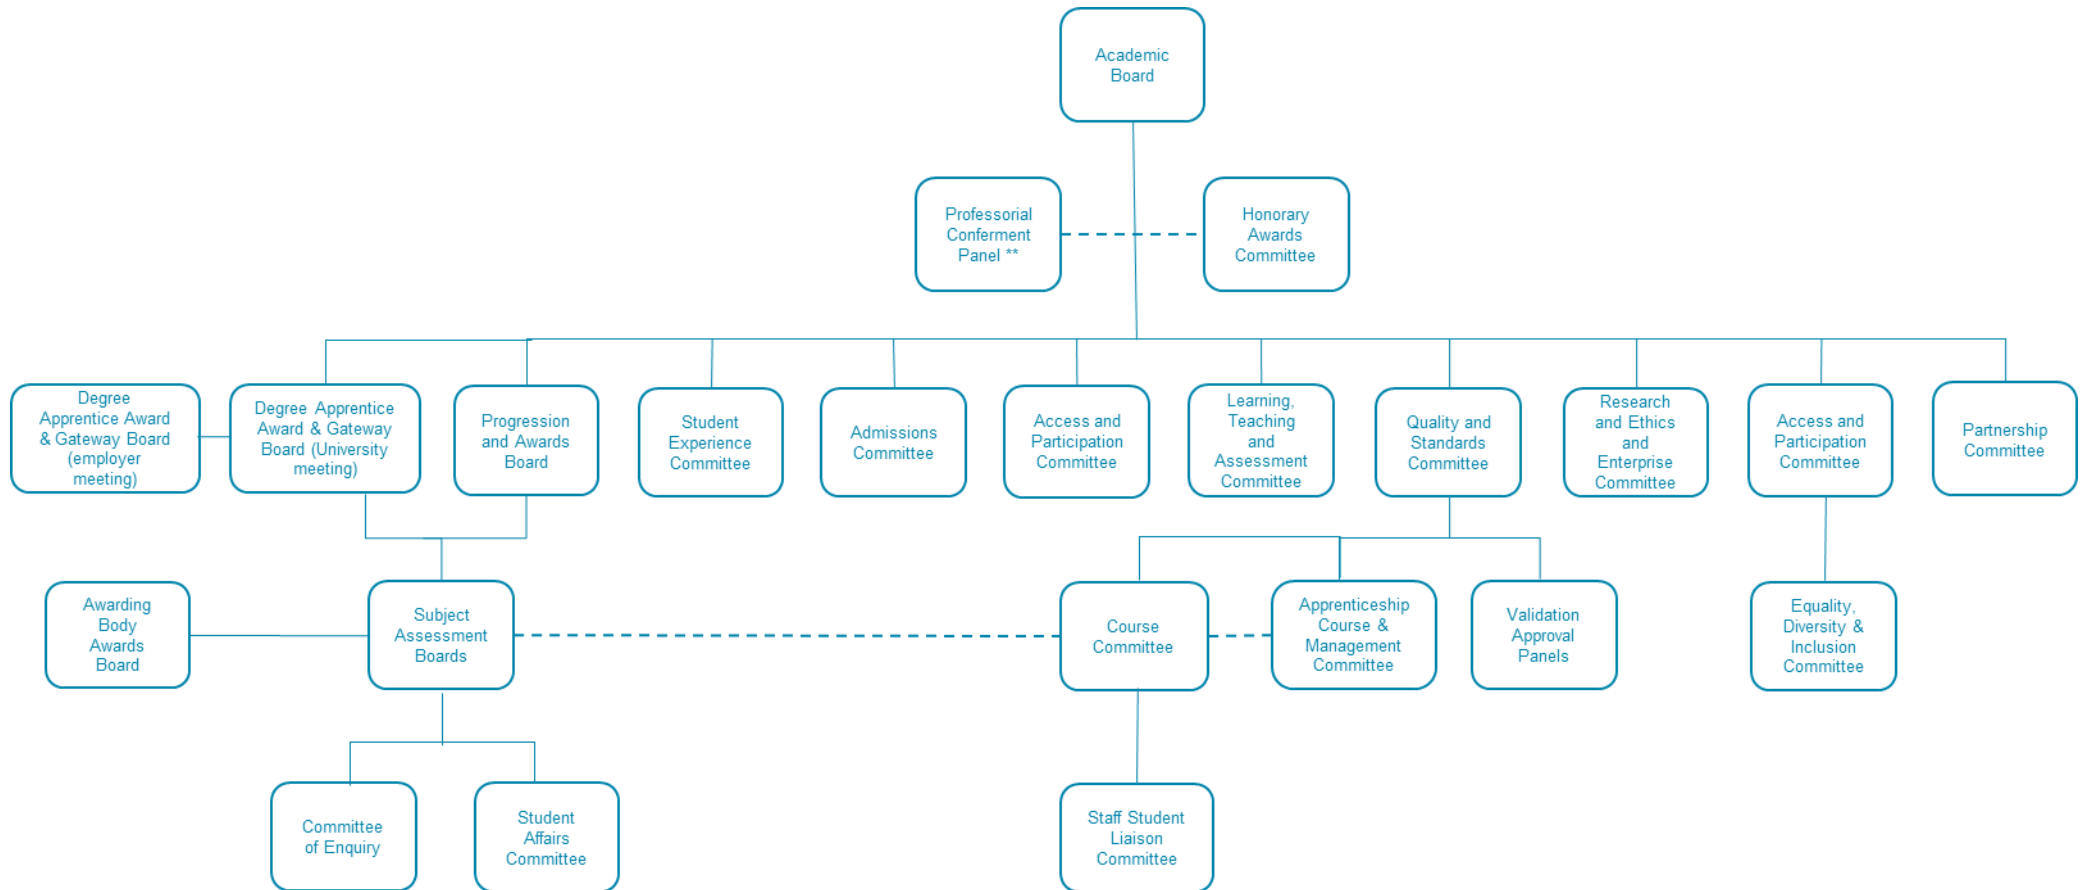 Academic
Board
Professorial
Conferment
Panel **
Honorary
Awards
Committee
Degree
Apprentice Award
& Gateway Board
(employer
meeting)
Degree Apprentice
Award & Gateway
Board (University
meeting)
Progression
and Awards
Board
Student
Experience
Committee
Admissions
Committee
Access and
Participation
Committee
Learning,
Teaching
and
Assessment
Committee
Quality and
Standards
Committee
Research
and Ethics
and
Enterprise
Committee
Access and
Participation
Committee
Partnership
Committee
Awarding
Body
Awards
Board
Subject
Assessment
Boards
Course
Committee
Apprenticeship
Course &
Management
Committee
Validation
Approval
Panels
Equality,
Diversity &
Inclusion
Committee
Committee
of Enquiry
Student
Affairs
Committee
Staff Student
Liaison
Committee